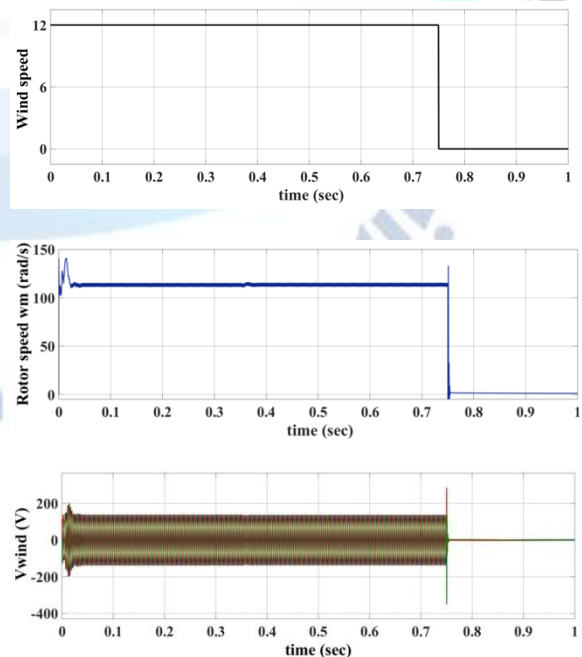 Wind speed
12
6
0
0 0.1 0.2 0.3 0.4 0.5 0.6 0.7 0.8 0.9 1
time (sec)
Rotor speed wm (rad/s)
150
100
50
0
0 0.1 0.2 0.3 0.4 0.5 0.6 0.7 0.8 0.9 1
time (sec)
Vwind (V)
200
0
-200
-400
0 0.1 0.2 0.3 0.4 0.5 0.6 0.7 0.8 0.9 1
time (sec)